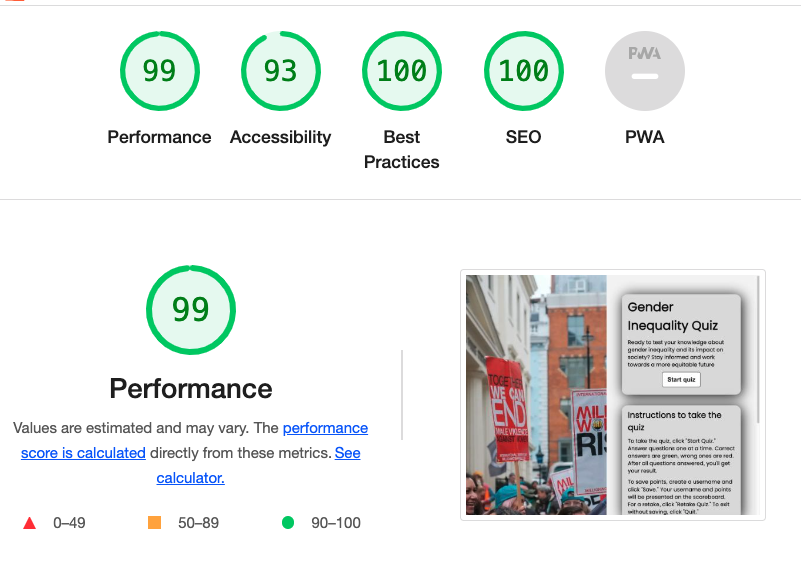 99
93
100
100
PWA
Performance
Accessibility
Best
Practices
SEO
PWA
99
Performance
Values are estimated and may vary. The performance
score is calculated directly from these metrics. See
calculator.
0–49
50–89
90–100
TOGETHER
WE CAN
END
MALE VIOLENCE
AGAINST WOMEN
MIL
W
RIS
MIL
Gender
Inequality Quiz
Ready to test your knowledge about
gender inequality and its impact on
society? Stay informed and work
towards a more equitable future
Start quiz
Instructions to take the
quiz
To take the quiz, click "Start Quiz."
Answer questions one at a time. Correct
answers are green, wrong ones are red.
After all questions answered, you'll get your
result.
To save points, create a username and
click "Save." Your username and points
will be presented on the scoreboard.
For a retake, click "Retake Quiz." To exit
without saving, click "Quit."